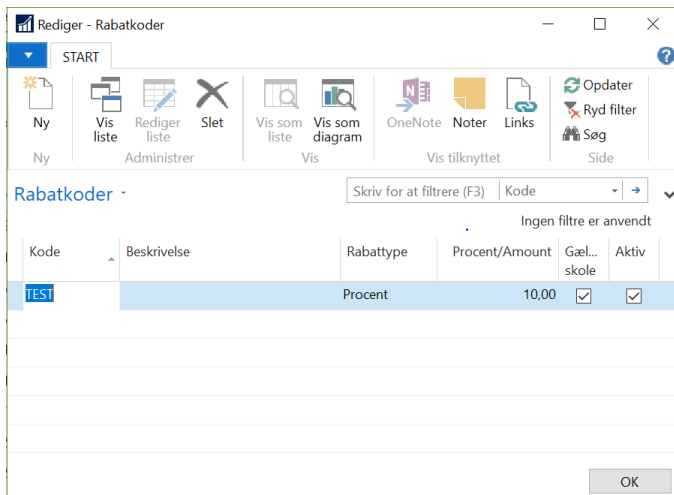 Rediger - Rabatkoder
START
Ny
Vis liste
Rediger liste
Slet
Vis som liste
Vis som diagram
OneNote
Noter
Links
Opdater
Ryd filter
Søg
Ny
Administrer
Vis
Vis tilknyttet
Side
Rabatkoder
Skriv for at filtrere (F3)
Kode
Ingen filtre er anvendt
Kode
Beskrivelse
Rabattype
Procent/Amount
Gæl... skole
Aktiv
TEST
Procent
10,00
OK